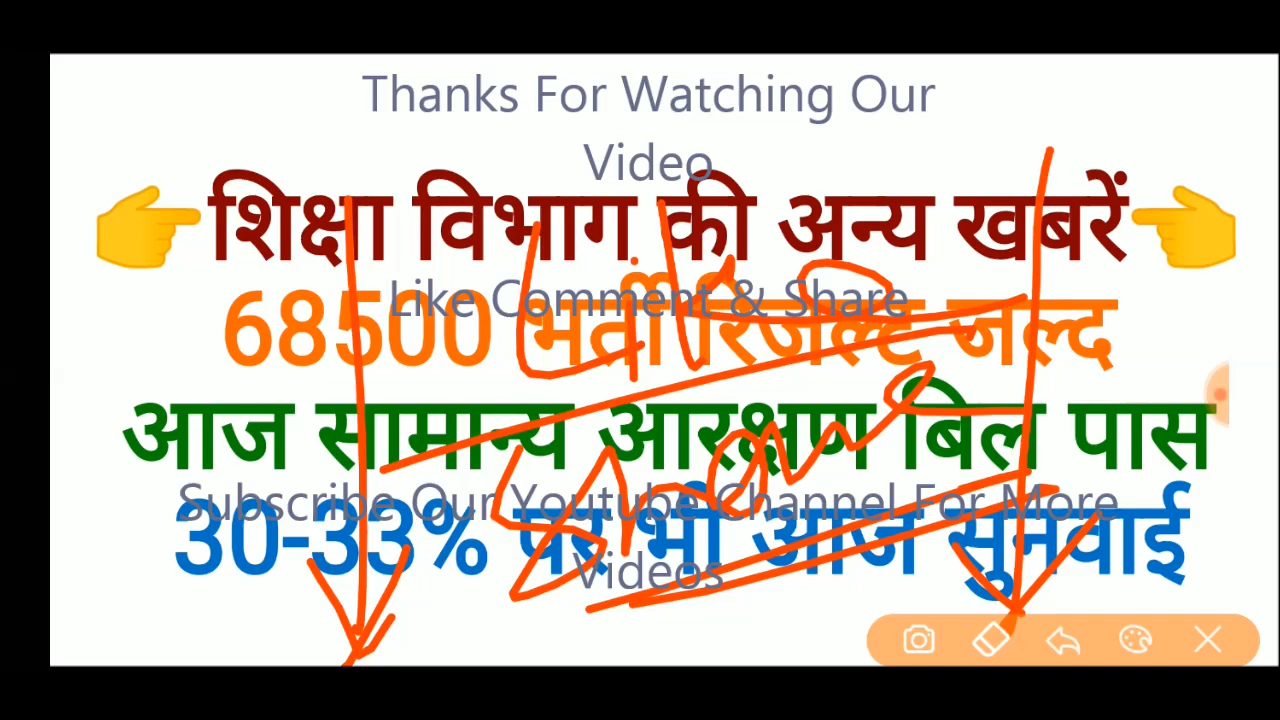 Thanks For Watching Our
Video
शिक्षा विभाग की अन्य खबरें
Like Comment & Share
68500 भर्ती रिजल्ट जल्द
आज सामान्य आरक्षण बिल पास
Subscribe Our Youtube Channel For More
30-33% पर भी आज सुनवाई
Videos